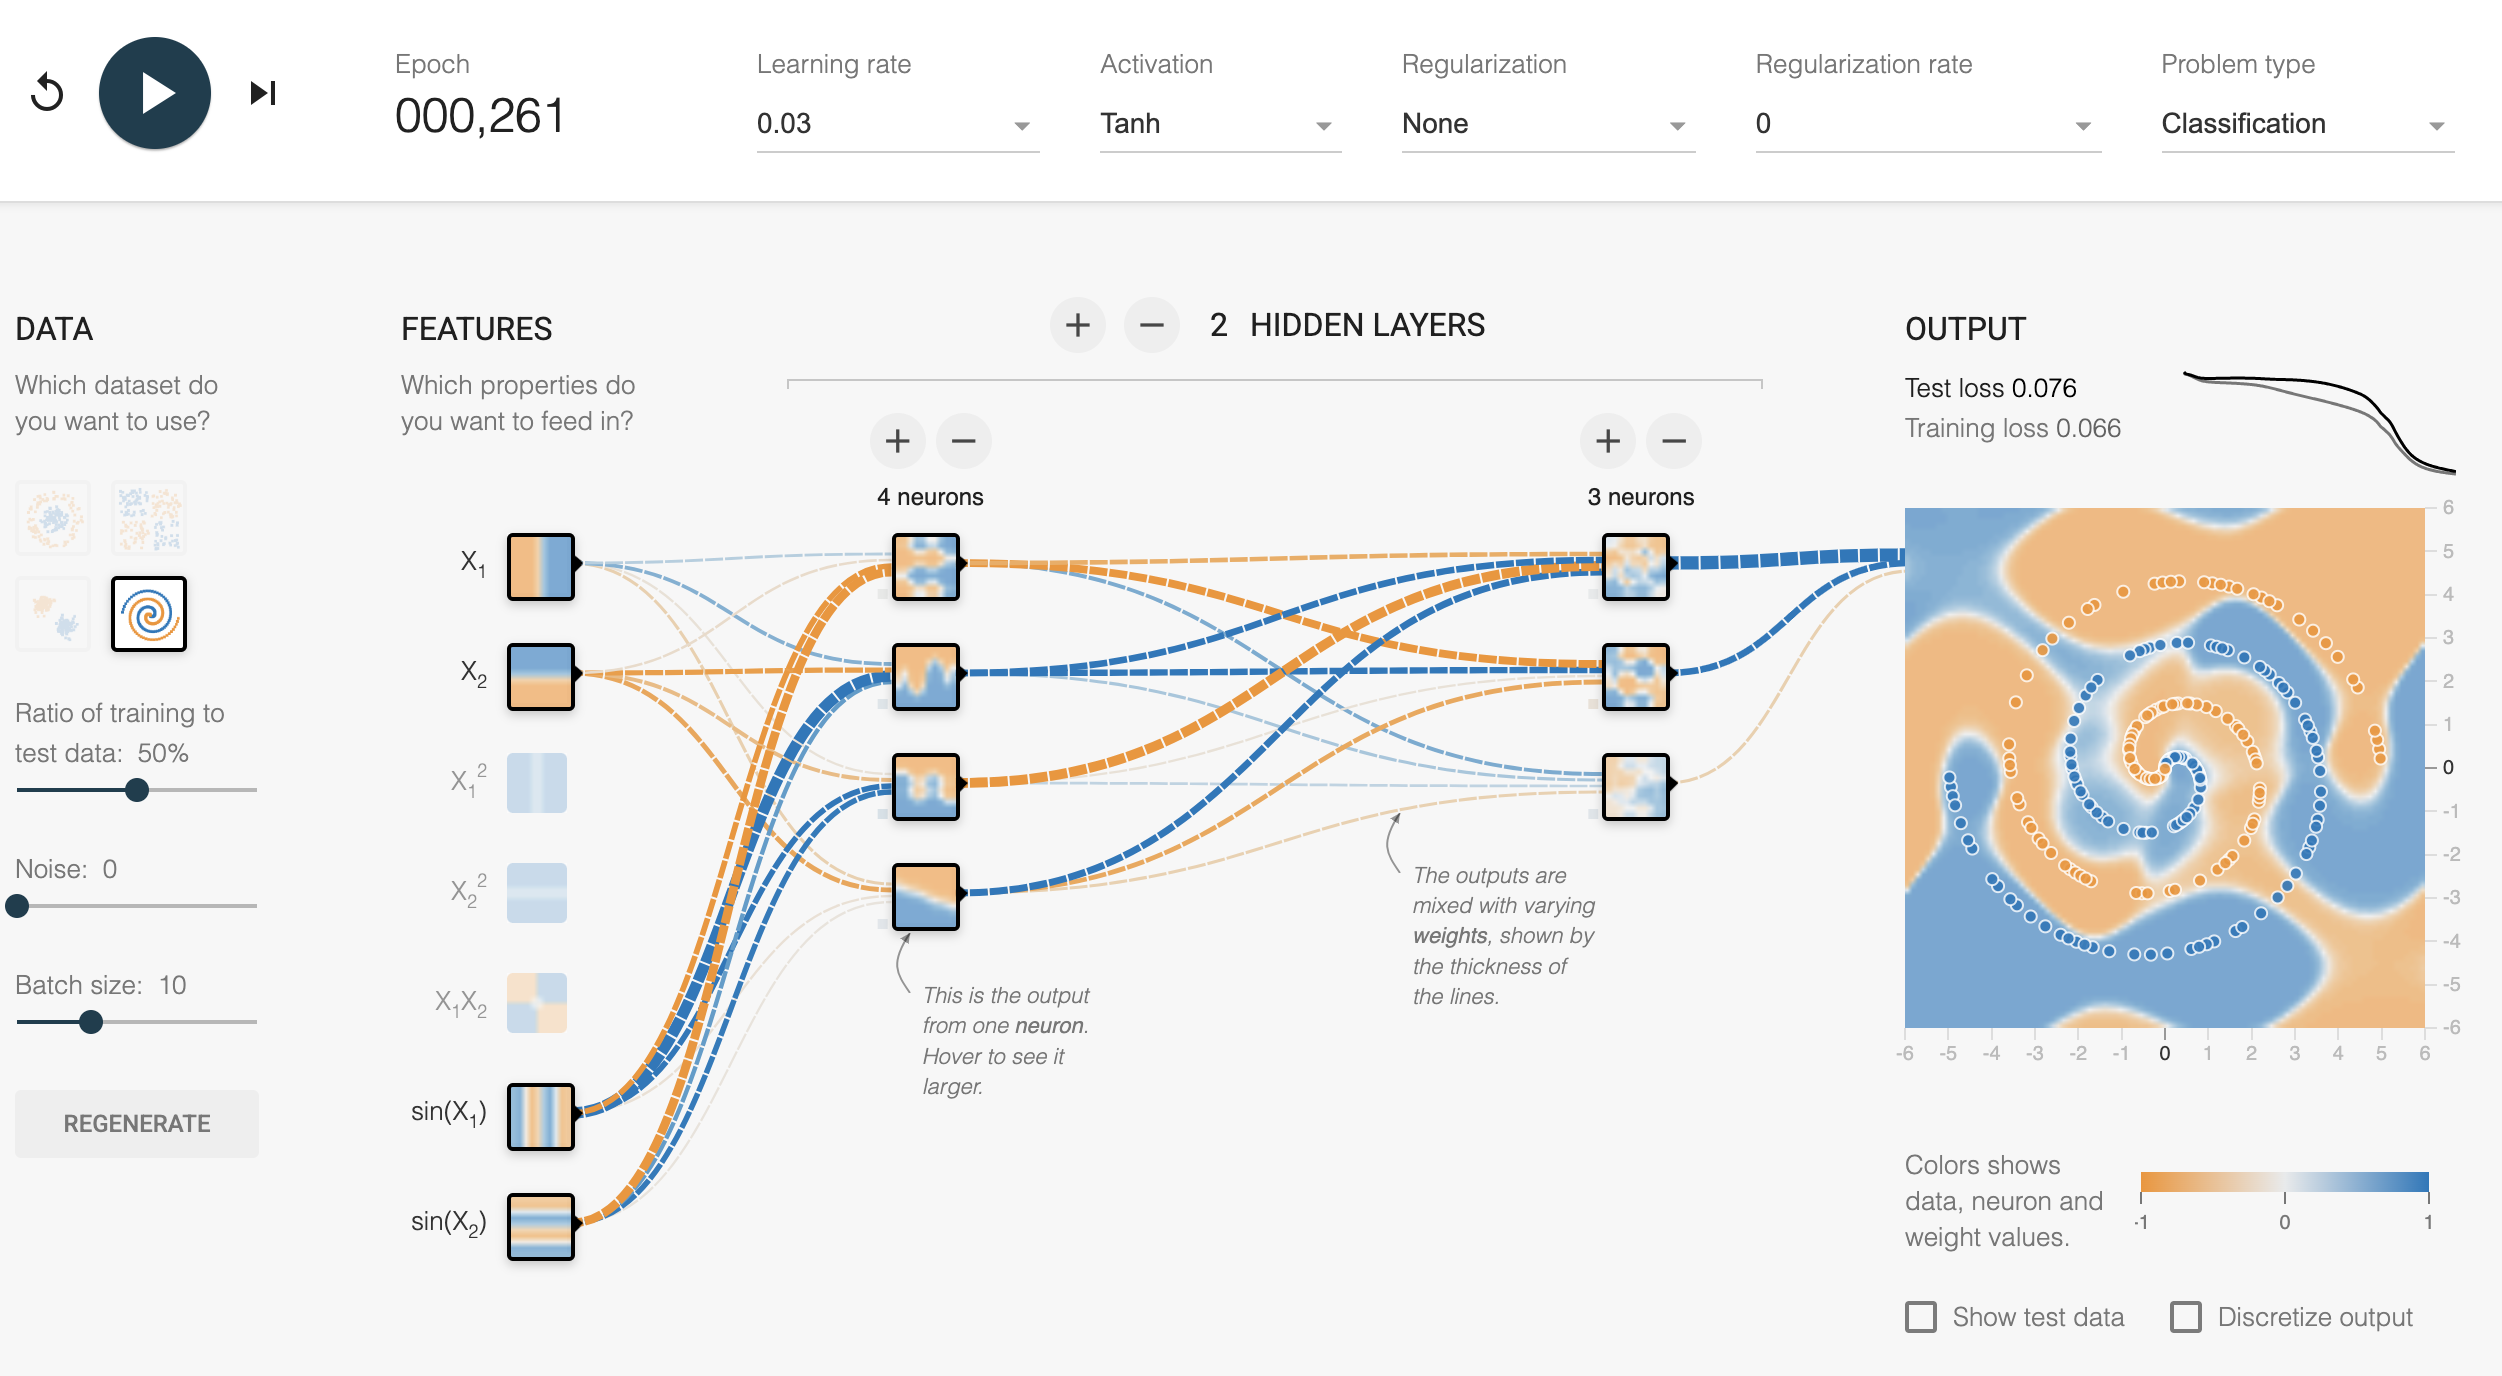 Epoch
000,261
Learning rate
0.03
Activation
Tanh
Regularization
None
Regularization rate
0
Problem type
Classification
DATA
Which dataset do
you want to use?
Ratio of training to
test data: 50%
Noise: 0
Batch size: 10
REGENERATE
FEATURES
Which properties do
you want to feed in?
X1
X2
X1 2
X2 2
X1X2
sin(X1)
sin(X2)
2 HIDDEN LAYERS
4 neurons
3 neurons
This is the output
from one neuron.
Hover to see it
larger.
The outputs are
mixed with varying
weights, shown by
the thickness of
the lines.
OUTPUT
Test loss 0.076
Training loss 0.066
6
5
4
3
2
1
0
-1
-2
-3
-4
-5
-6
-6 -5 -4 -3 -2 -1 0 1 2 3 4 5 6
Colors shows
data, neuron and
weight values.
-1 0 1
Show test data
Discretize output